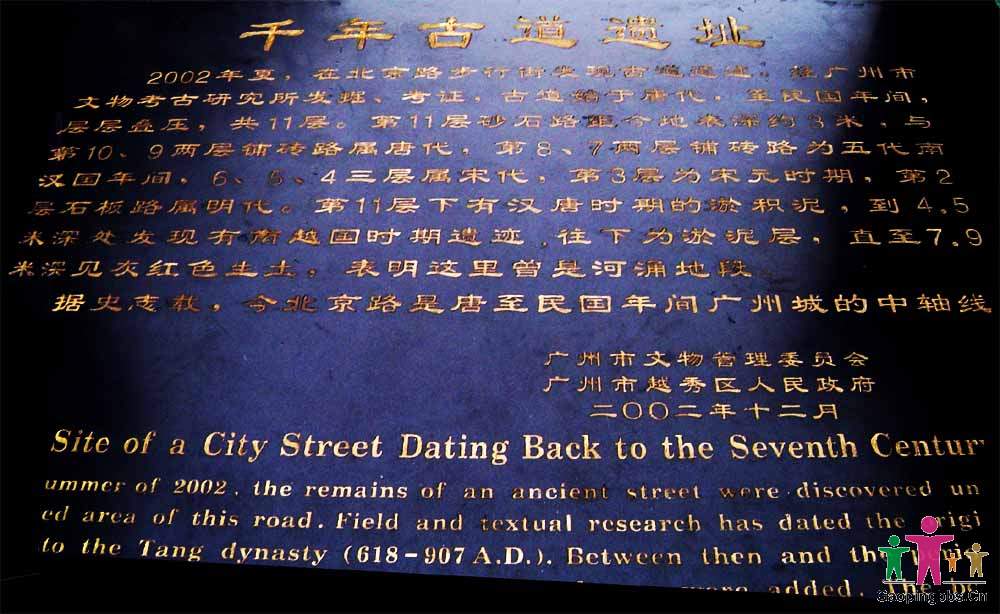 千年古道遗址
2002年夏，在北京路步行街发现古道遗迹。经广州市
文物考古研究所发掘、考证，古道始于唐代，至民国年间，
层层叠压，共11层。第11层砂石路距今地表深约3米，与
第10、9两层铺砖路属唐代，第8、7两层铺砖路为五代南
汉国年间，6、5、4三层属宋代，第3层为宋元时期，第2
层石板路属明代。第11层下有汉唐时期的淤积泥，到4.5
米深处发现有南越国时期遗迹，往下为淤泥层，直至7.9
米深见灰红色生土，表明这里曾是河涌地段。
据史志载，今北京路是唐至民国年间广州城的中轴线
广州市文物管理委员会
广州市越秀区人民政府
二〇〇二年十二月
Site of a City Street Dating Back to the Seventh Centur
ummer of 2002, the remains of an ancient street were discovered un
ed area of this road. Field and textual research has dated the origi
to the Tang dynasty (618-907 A.D.). Between then and the
were added. The
Gaopingjobs.Cn